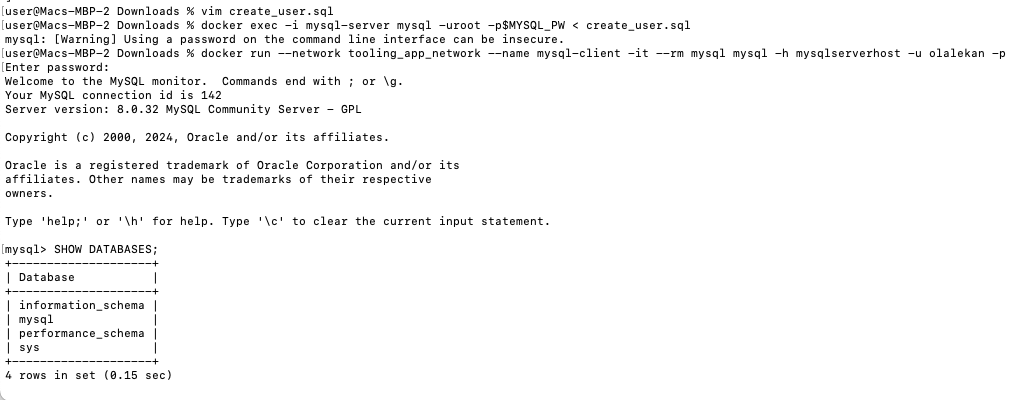 [user@Macs-MBP-2 Downloads % vim create_user.sql
[user@Macs-MBP-2 Downloads % docker exec -i mysql-server mysql -uroot -p$MYSQL_PW < create_user.sql
mysql: [Warning] Using a password on the command line interface can be insecure.
[user@Macs-MBP-2 Downloads % docker run --network tooling_app_network --name mysql-client -it --rm mysql mysql -h mysqlserverhost -u olalekan -p
[Enter password:
Welcome to the MySQL monitor.  Commands end with ; or \g.
Your MySQL connection id is 142
Server version: 8.0.32 MySQL Community Server - GPL

Copyright (c) 2000, 2024, Oracle and/or its affiliates.

Oracle is a registered trademark of Oracle Corporation and/or its
affiliates. Other names may be trademarks of their respective
owners.

Type 'help;' or '\h' for help. Type '\c' to clear the current input statement.

[mysql> SHOW DATABASES;
+--------------------+
| Database           |
+--------------------+
| information_schema |
| mysql              |
| performance_schema |
| sys                |
+--------------------+
4 rows in set (0.15 sec)